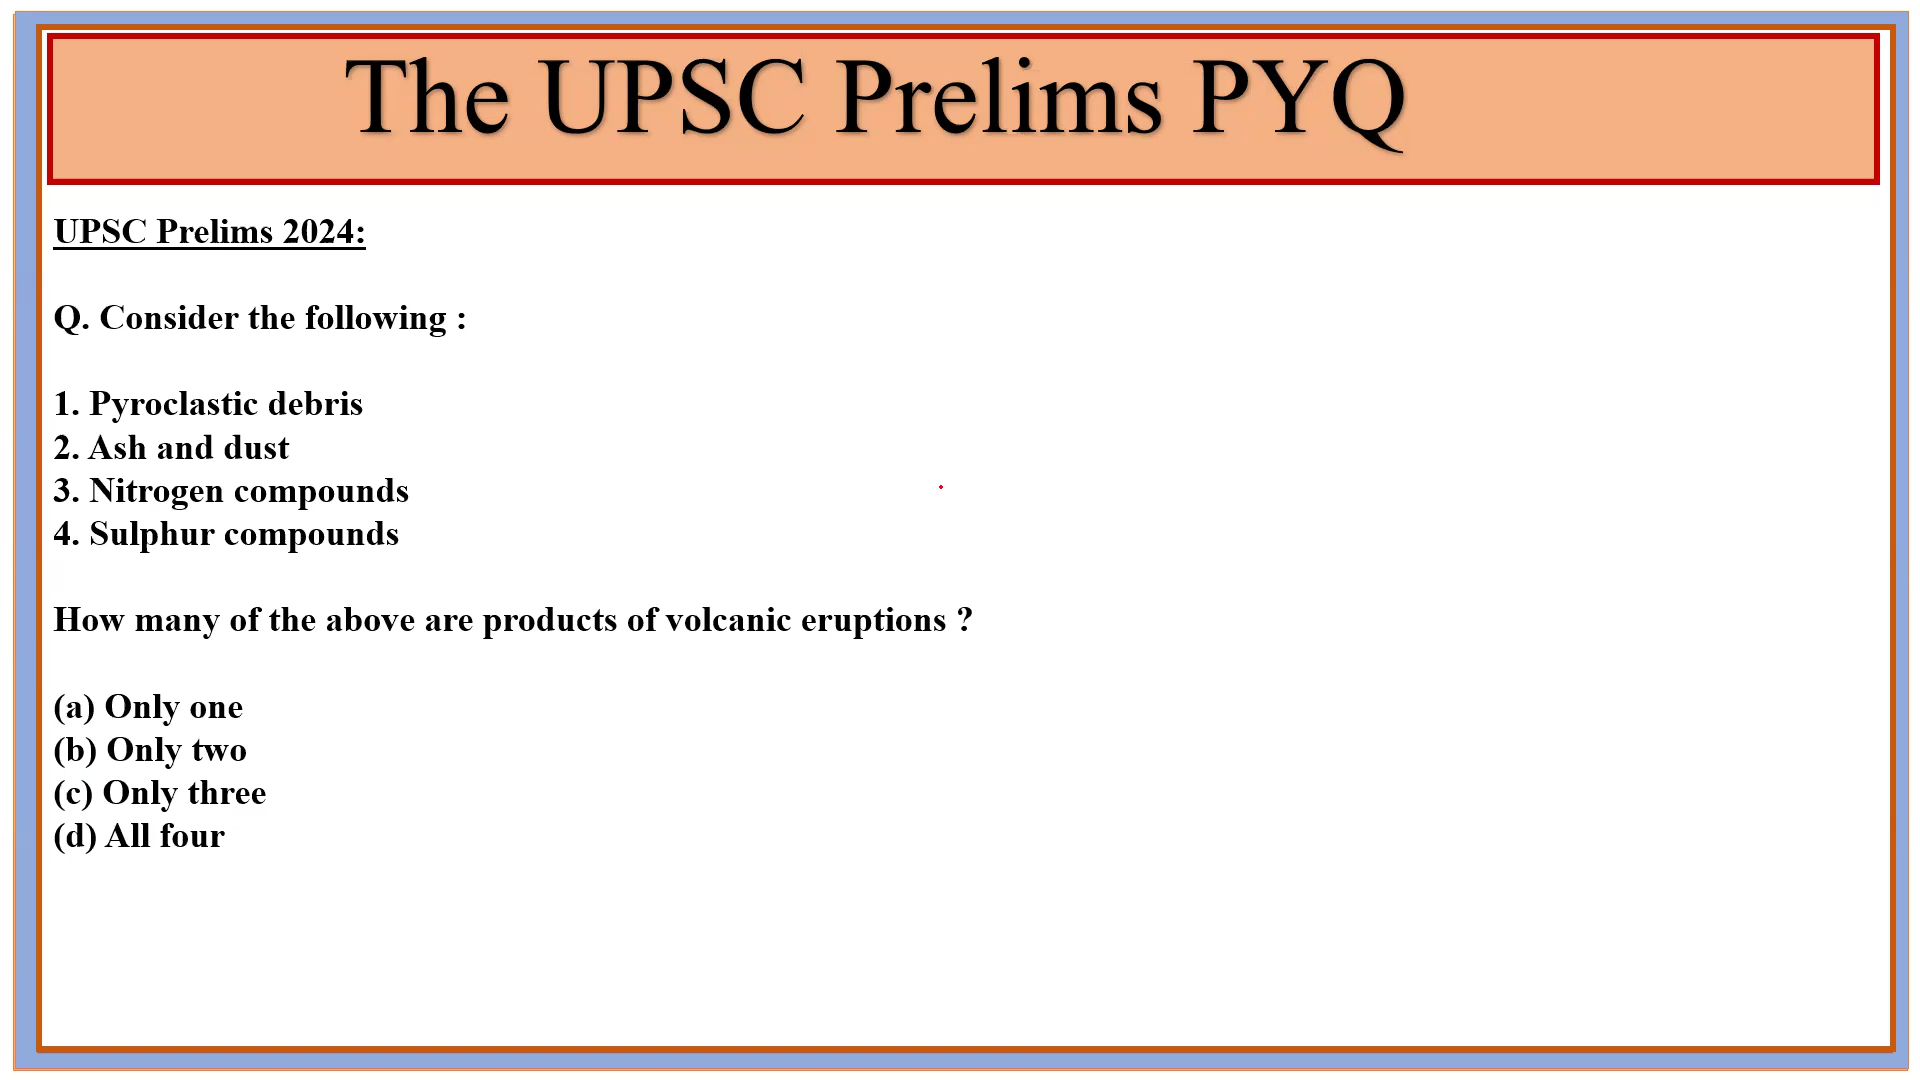 The UPSC Prelims PYQ
UPSC Prelims 2024:
Q. Consider the following :
1. Pyroclastic debris
2. Ash and dust
3. Nitrogen compounds
4. Sulphur compounds
How many of the above are products of volcanic eruptions ?
(a) Only one
(b) Only two
(c) Only three
(d) All four